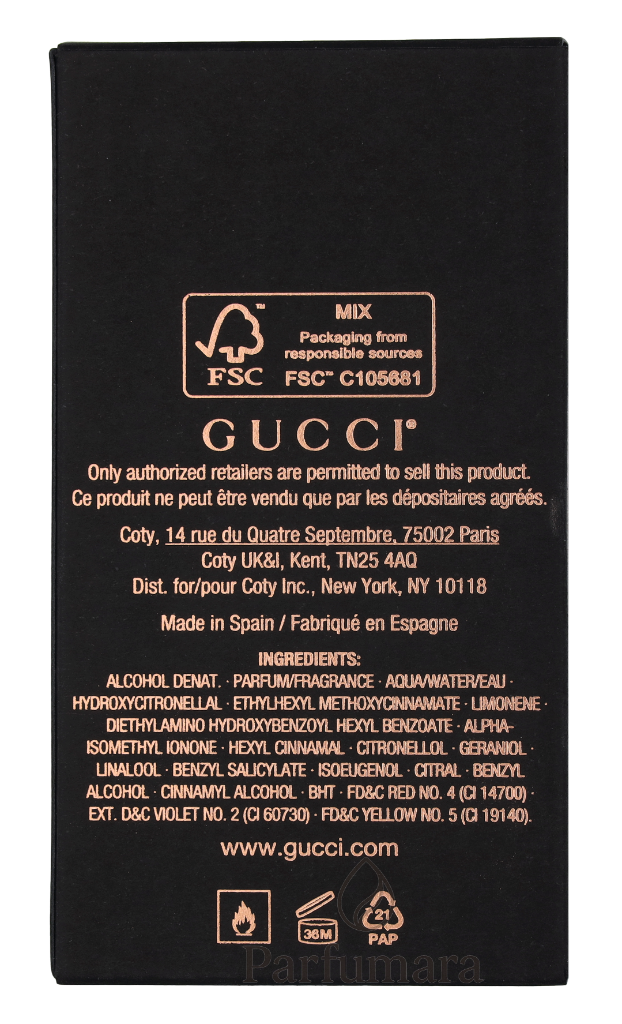 MIX
Packaging from
responsible sources
FSC™ C105681
™
FSC
GUCCI®
Only authorized retailers are permitted to sell this product.
Ce produit ne peut être vendu que par les dépositaires agréés.
Coty, 14 rue du Quatre Septembre, 75002 Paris
Coty UK&I, Kent, TN25 4AQ
Dist. for/pour Coty Inc., New York, NY 10118
Made in Spain / Fabriqué en Espagne
INGREDIENTS:
ALCOHOL DENAT. · PARFUM/FRAGRANCE · AQUA/WATER/EAU ·
HYDROXYCITRONELLAL · ETHYLHEXYL METHOXYCINNAMATE · LIMONENE ·
DIETHYLAMINO HYDROXYBENZOYL HEXYL BENZOATE · ALPHA-
ISOMETHYL IONONE · HEXYL CINNAMAL · CITRONELLOL · GERANIOL ·
LINALOOL · BENZYL SALICYLATE · ISOEUGENOL · CITRAL · BENZYL
ALCOHOL · CINNAMYL ALCOHOL · BHT · FD&C RED NO. 4 (CI 14700) ·
EXT. D&C VIOLET NO. 2 (CI 60730) · FD&C YELLOW NO. 5 (CI 19140).
www.gucci.com
36M
21
PAP
Parfumara